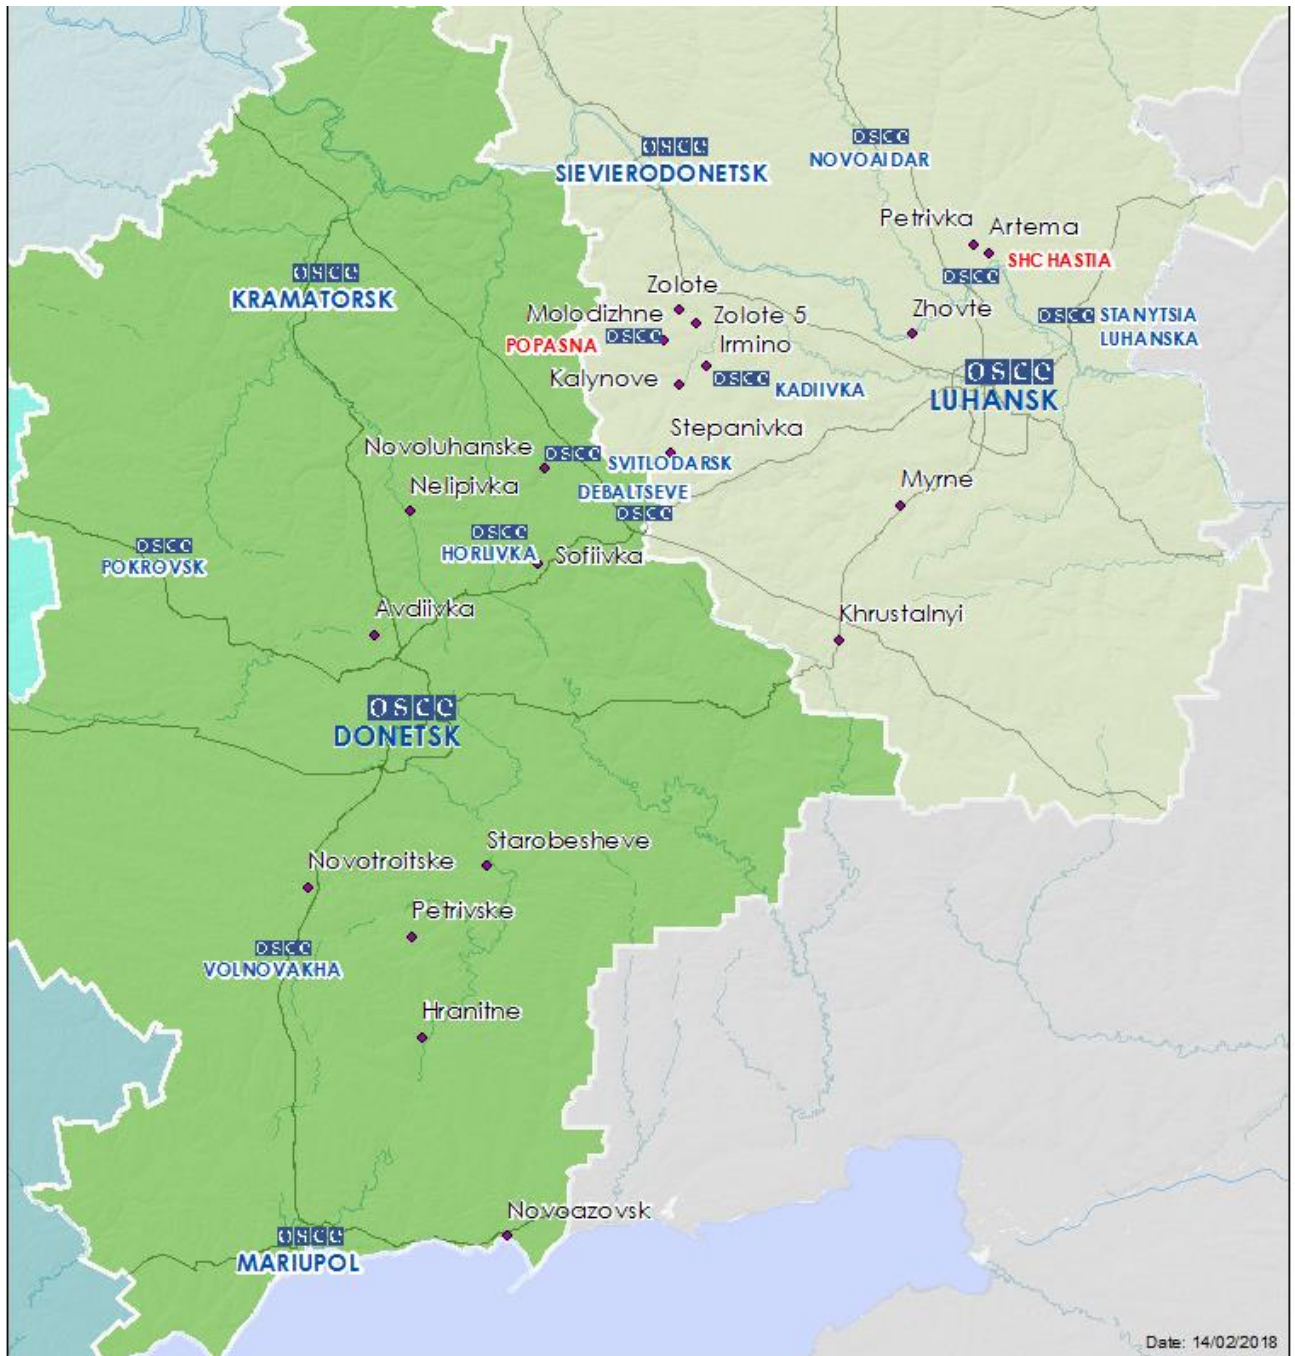 OSCE
SIEVIERODONETSK
OSCE
NOVOAIDAR
Petrivka
Artema
SHCHASTIA
OSCE
OSCE
KRAMATORSK
Zolote
Molodizhne
Zolote 5
Zhovte
OSCE
STANYTSIA
LUHANSKA
POPASNA
OSCE
Irmino
Kalynove
OSCE
KADIIVKA
OSCE
LUHANSK
Stepanivka
Novoluhanske
OSCE
SVITLODARSK
Nelipivka
DEBALTSEVE
OSCE
Myrne
OSCE
HORLIVKA
Sofiivka
OSCE
POKROVSK
Avdiivka
Khrustalnyi
OSCE
DONETSK
Starobesheve
Novotroitske
Petrivske
OSCE
VOLNOVAKHA
Hranitne
Novoazovsk
OSCE
MARIUPOL
Date: 14/02/2018